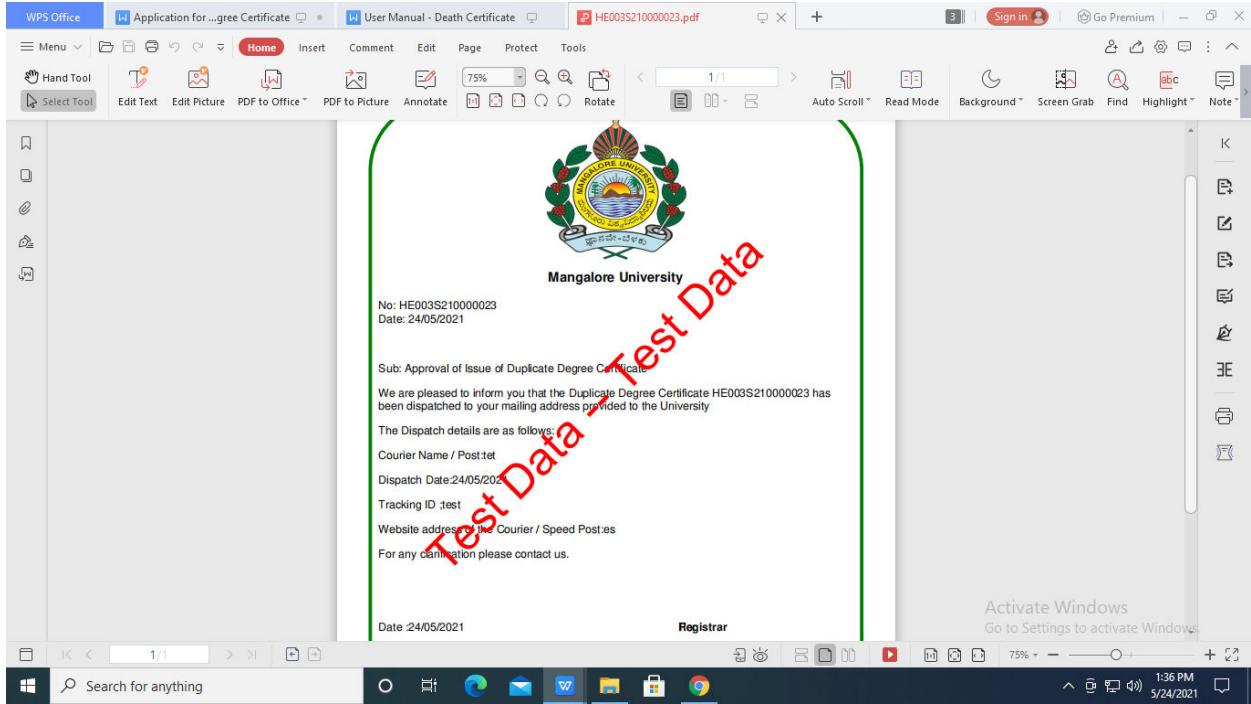 WPS Office
Application for ...gree Certificate
User Manual - Death Certificate
HE003S210000023.pdf
3
Sign in
Go Premium
Menu
Home
Insert
Comment
Edit
Page
Protect
Tools
Hand Tool
Select Tool
Edit Text
Edit Picture
PDF to Office
PDF to Picture
Annotate
75%
Rotate
1/1
Auto Scroll
Read Mode
Background
Screen Grab
Find
Highlight
Note
MANGALORE UNIVERSITY
ಮಂಗಳೂರು ವಿಶ್ವವಿದ್ಯಾನಿಲಯ
ಜ್ಞಾನವೇ-ಬೆಳಕು
Mangalore University
No: HE003S210000023
Date: 24/05/2021
Sub: Approval of Issue of Duplicate Degree Certificate
We are pleased to inform you that the Duplicate Degree Certificate HE003S210000023 has
been dispatched to your mailing address provided to the University
The Dispatch details are as follows:
Courier Name / Post:tet
Dispatch Date:24/05/2021
Tracking ID ;test
Website address of the Courier / Speed Post:es
For any clarification please contact us.
Date :24/05/2021
Registrar
Test Data -- Test Data
Activate Windows
Go to Settings to activate Windows.
1/1
75%
Search for anything
1:36 PM
5/24/2021